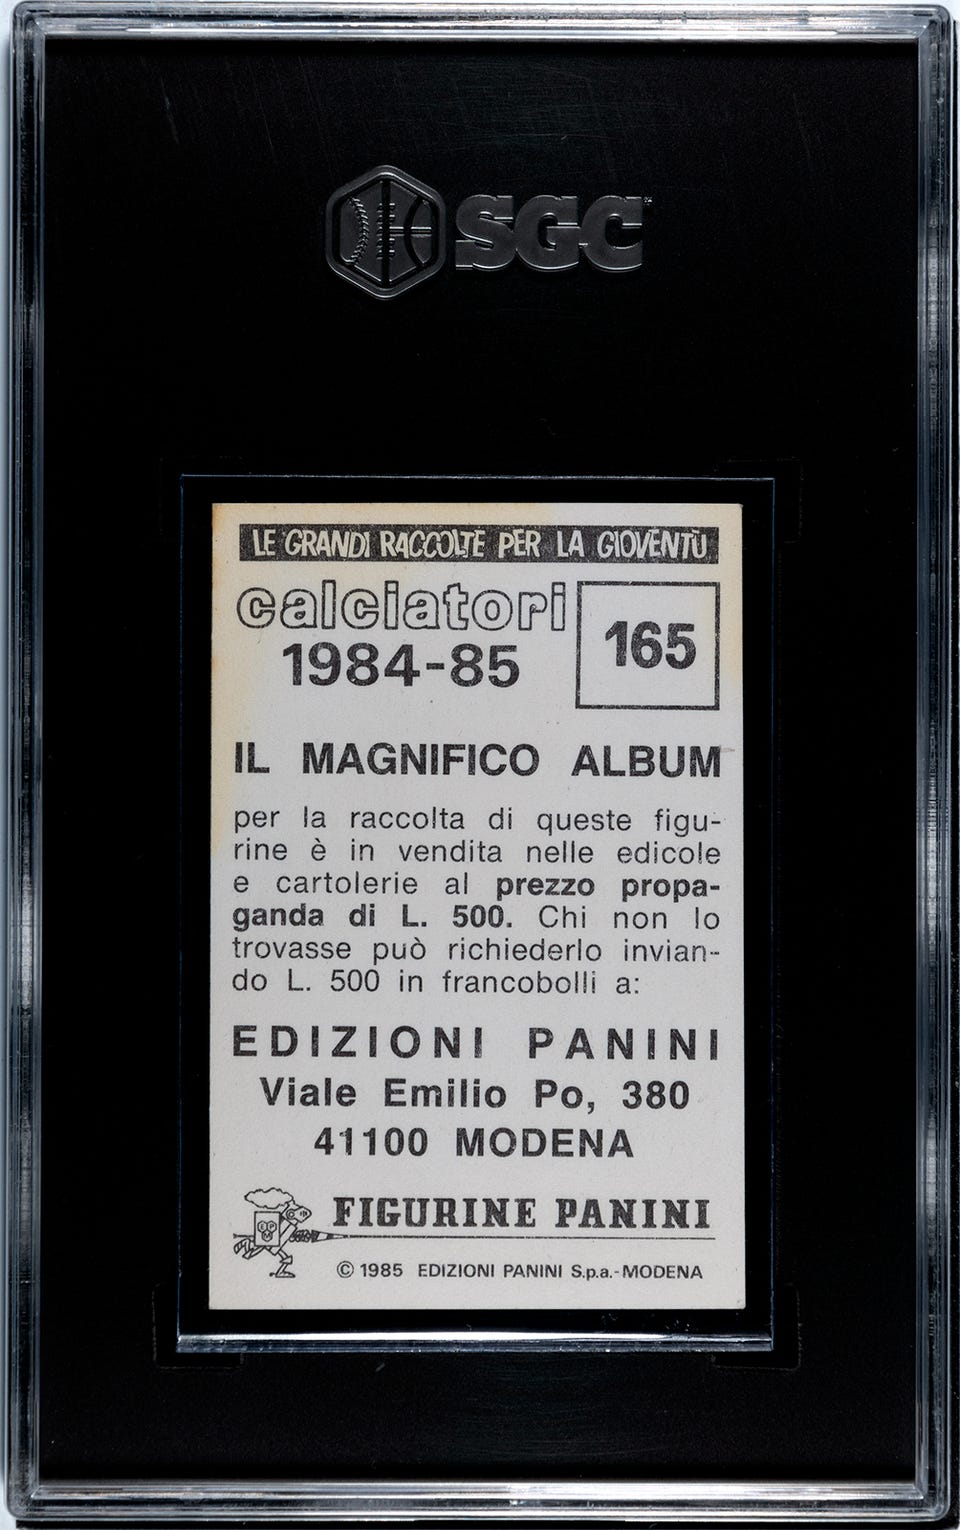 SGC
LE GRANDI RACCOLTE PER LA GIOVENTÙ
calciatori
1984-85
165
IL MAGNIFICO ALBUM
per la raccolta di queste figu-
rine è in vendita nelle edicole
e cartolerie al prezzo propa-
ganda di L. 500. Chi non lo
trovasse può richiederlo invian-
do L. 500 in francobolli a:
EDIZIONI PANINI
Viale Emilio Po, 380
41100 MODENA
FIGURINE PANINI
© 1985 EDIZIONI PANINI S.p.a.-MODENA